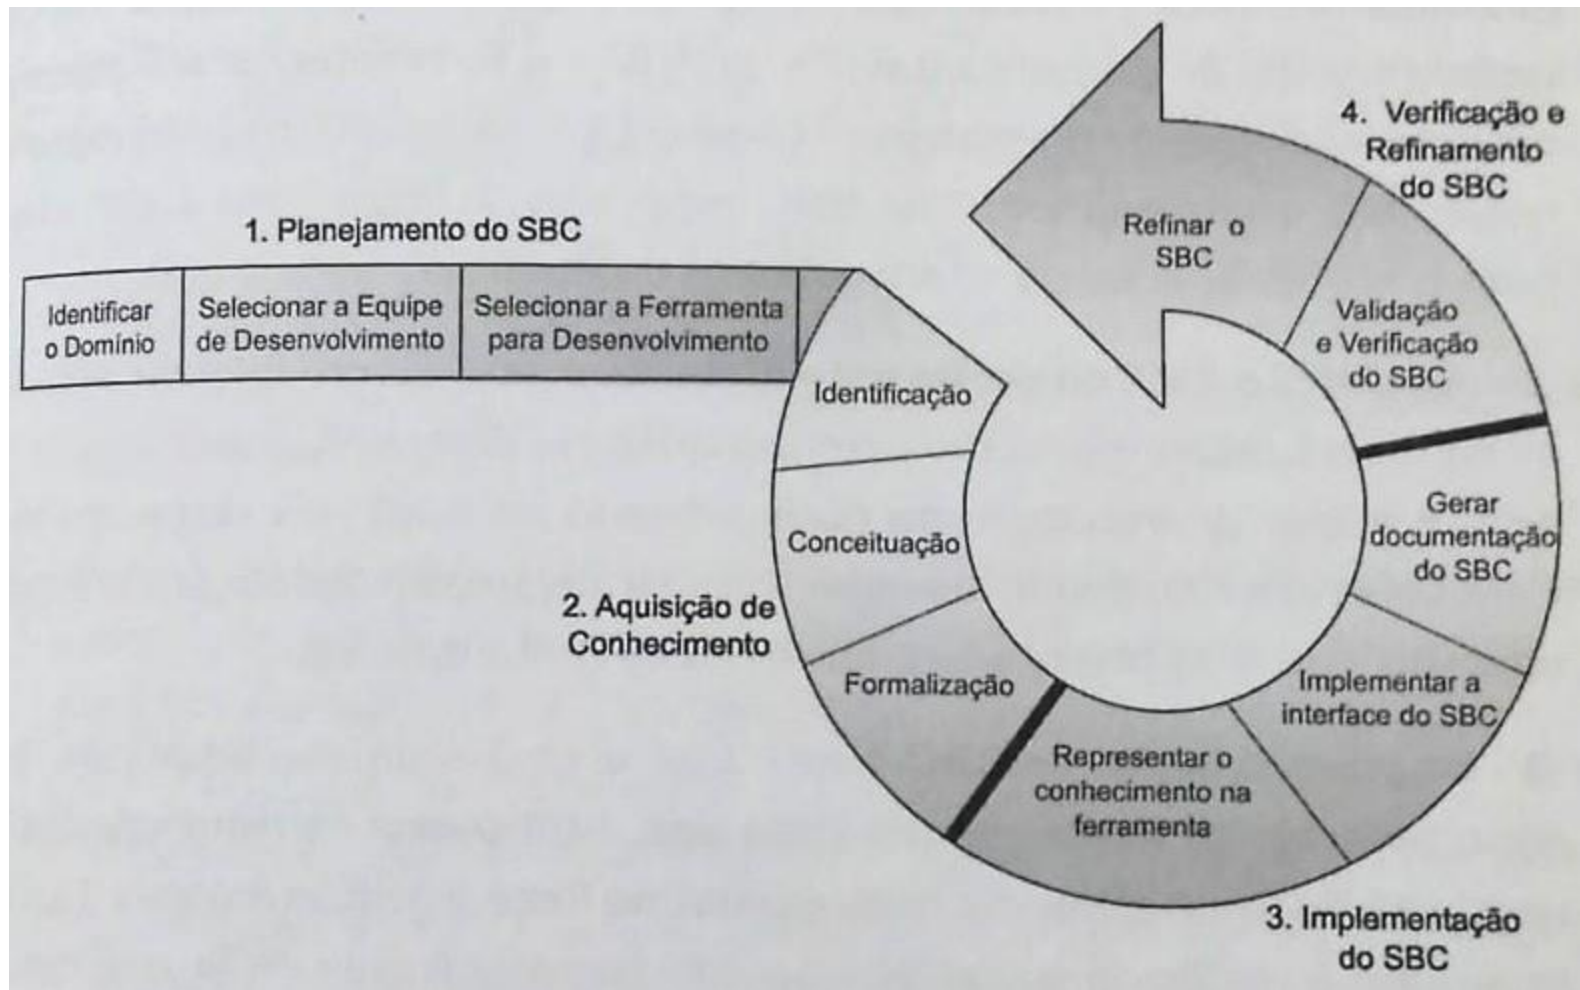 1. Planejamento do SBC
Identificar
o Domínio
Selecionar a Equipe
de Desenvolvimento
Selecionar a Ferramenta
para Desenvolvimento
2. Aquisição de
Conhecimento
Identificação
Conceituação
Formalização
3. Implementação
do SBC
Representar o
conhecimento na
ferramenta
Implementar a
interface do SBC
Gerar
documentação
do SBC
4. Verificação e
Refinamento
do SBC
Validação
e Verificação
do SBC
Refinar o
SBC